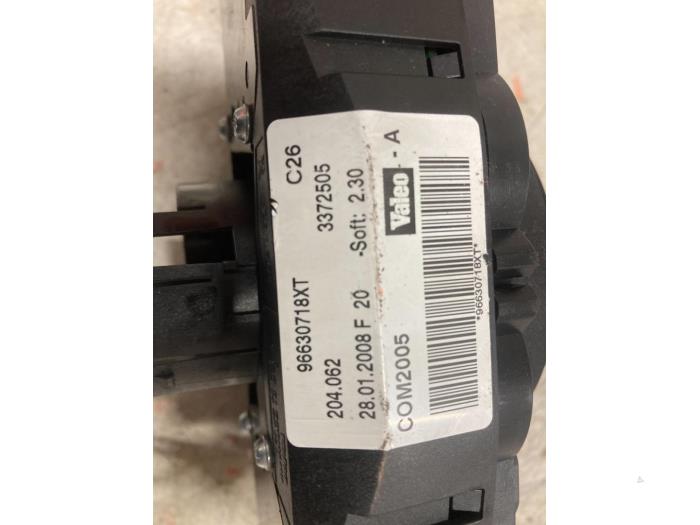 96630718XT C26
204.062 3372505
28.01.2008 F 20 -Soft: 2.30
COM2005 Valeo - A
*96630718XT*